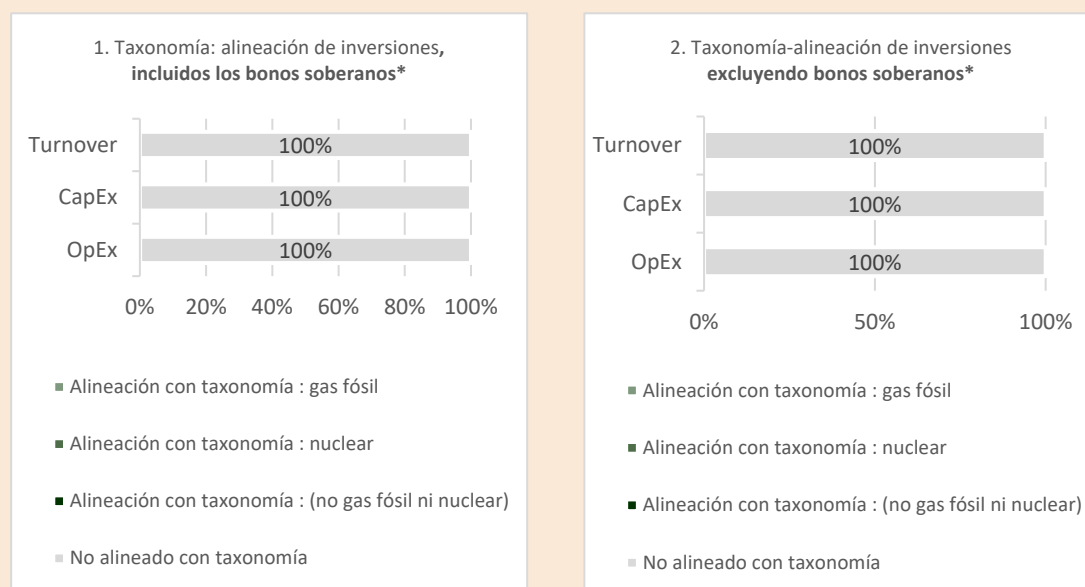 1. Taxonomía: alineación de inversiones,
incluidos los bonos soberanos*
Turnover
100%
CapEx
100%
OpEx
100%
0% 20% 40% 60% 80% 100%
Alineación con taxonomía : gas fósil
Alineación con taxonomía : nuclear
Alineación con taxonomía : (no gas fósil ni nuclear)
No alineado con taxonomía
2. Taxonomía-alineación de inversiones
excluyendo bonos soberanos*
Turnover
100%
CapEx
100%
OpEx
100%
0% 50% 100%
Alineación con taxonomía : gas fósil
Alineación con taxonomía : nuclear
Alineación con taxonomía : (no gas fósil ni nuclear)
No alineado con taxonomía